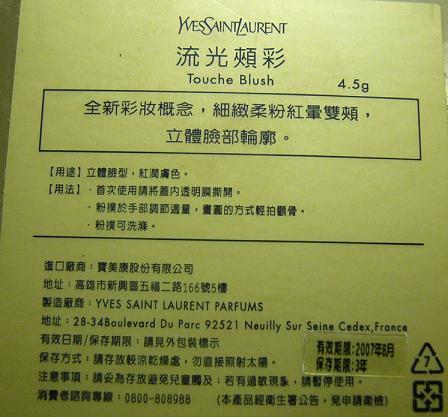 YVESSAINTLAURENT
流光頰彩
Touche Blush
4.5g
全新彩妝概念，細緻柔粉紅暈雙頰，
立體臉部輪廓。
【用途】立體臉型，紅潤膚色。
【用法】．首次使用請將蓋內透明膜撕開。
．粉撲於手部調節適量，畫圓的方式輕拍顴骨。
．粉撲可洗滌。
進口廠商：寶美康股份有限公司
地址：高雄市新興區五福二路166號5樓
製造廠商：YVES SAINT LAURENT PARFUMS
地址：28-34Boulevard Du Parc 92521 Neuilly Sur Seine Cedex,France
有效日期/保存期限：請見外包裝標示
有效期限:2007年8月
保存期限:3年
保存方式：請存放較涼乾燥處，勿直接照射太陽。
注意事項：請妥為存放避免兒童觸及；若有過敏現象，請暫停使用。
消費者諮詢專線：0800-808988
（本產品經衛生署公告，免申請備檢）
7